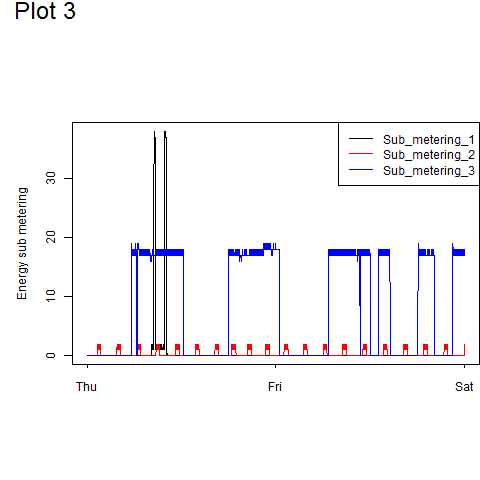 Plot 3
Sub_metering_1
Sub_metering_2
Sub_metering_3
Energy sub metering
0
10
20
30
Thu
Fri
Sat